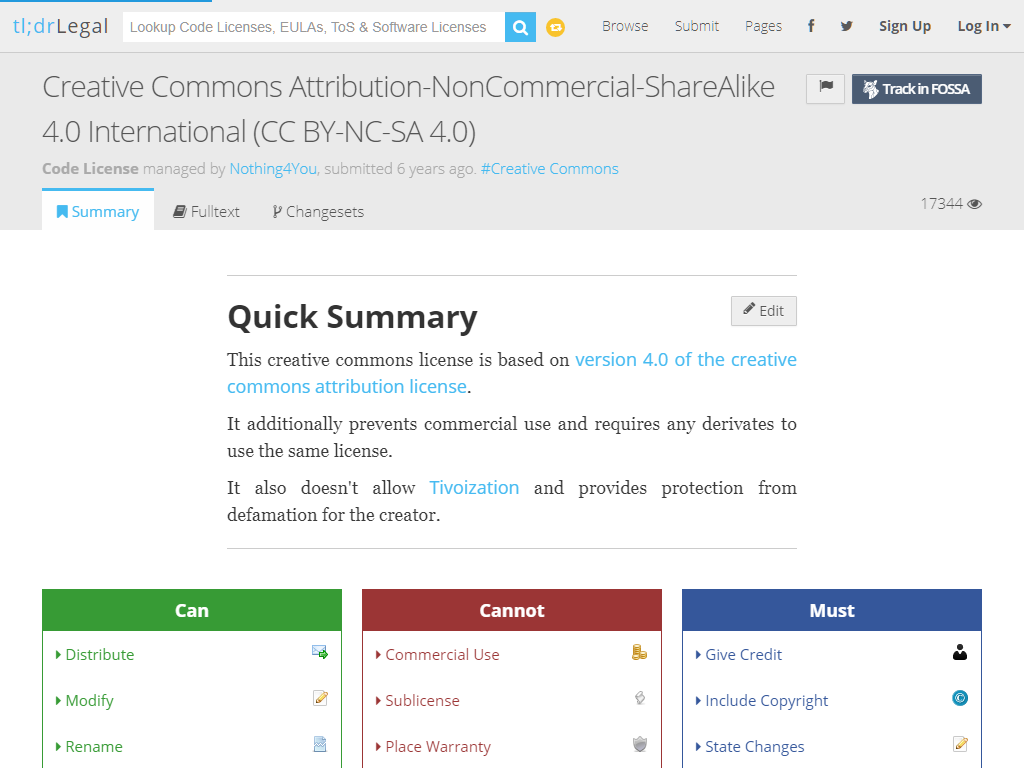 tl;drLegal
Lookup Code Licenses, EULAs, ToS & Software Licenses
Browse
Submit
Pages
Sign Up
Log In
Creative Commons Attribution-NonCommercial-ShareAlike
4.0 International (CC BY-NC-SA 4.0)
Track in FOSSA
Code License managed by Nothing4You, submitted 6 years ago. #Creative Commons
Summary
Fulltext
Changesets
17344
Quick Summary
Edit
This creative commons license is based on version 4.0 of the creative
commons attribution license.
It additionally prevents commercial use and requires any derivates to
use the same license.
It also doesn't allow Tivoization and provides protection from
defamation for the creator.
Can
Distribute
Modify
Rename
Cannot
Commercial Use
Sublicense
Place Warranty
Must
Give Credit
Include Copyright
State Changes